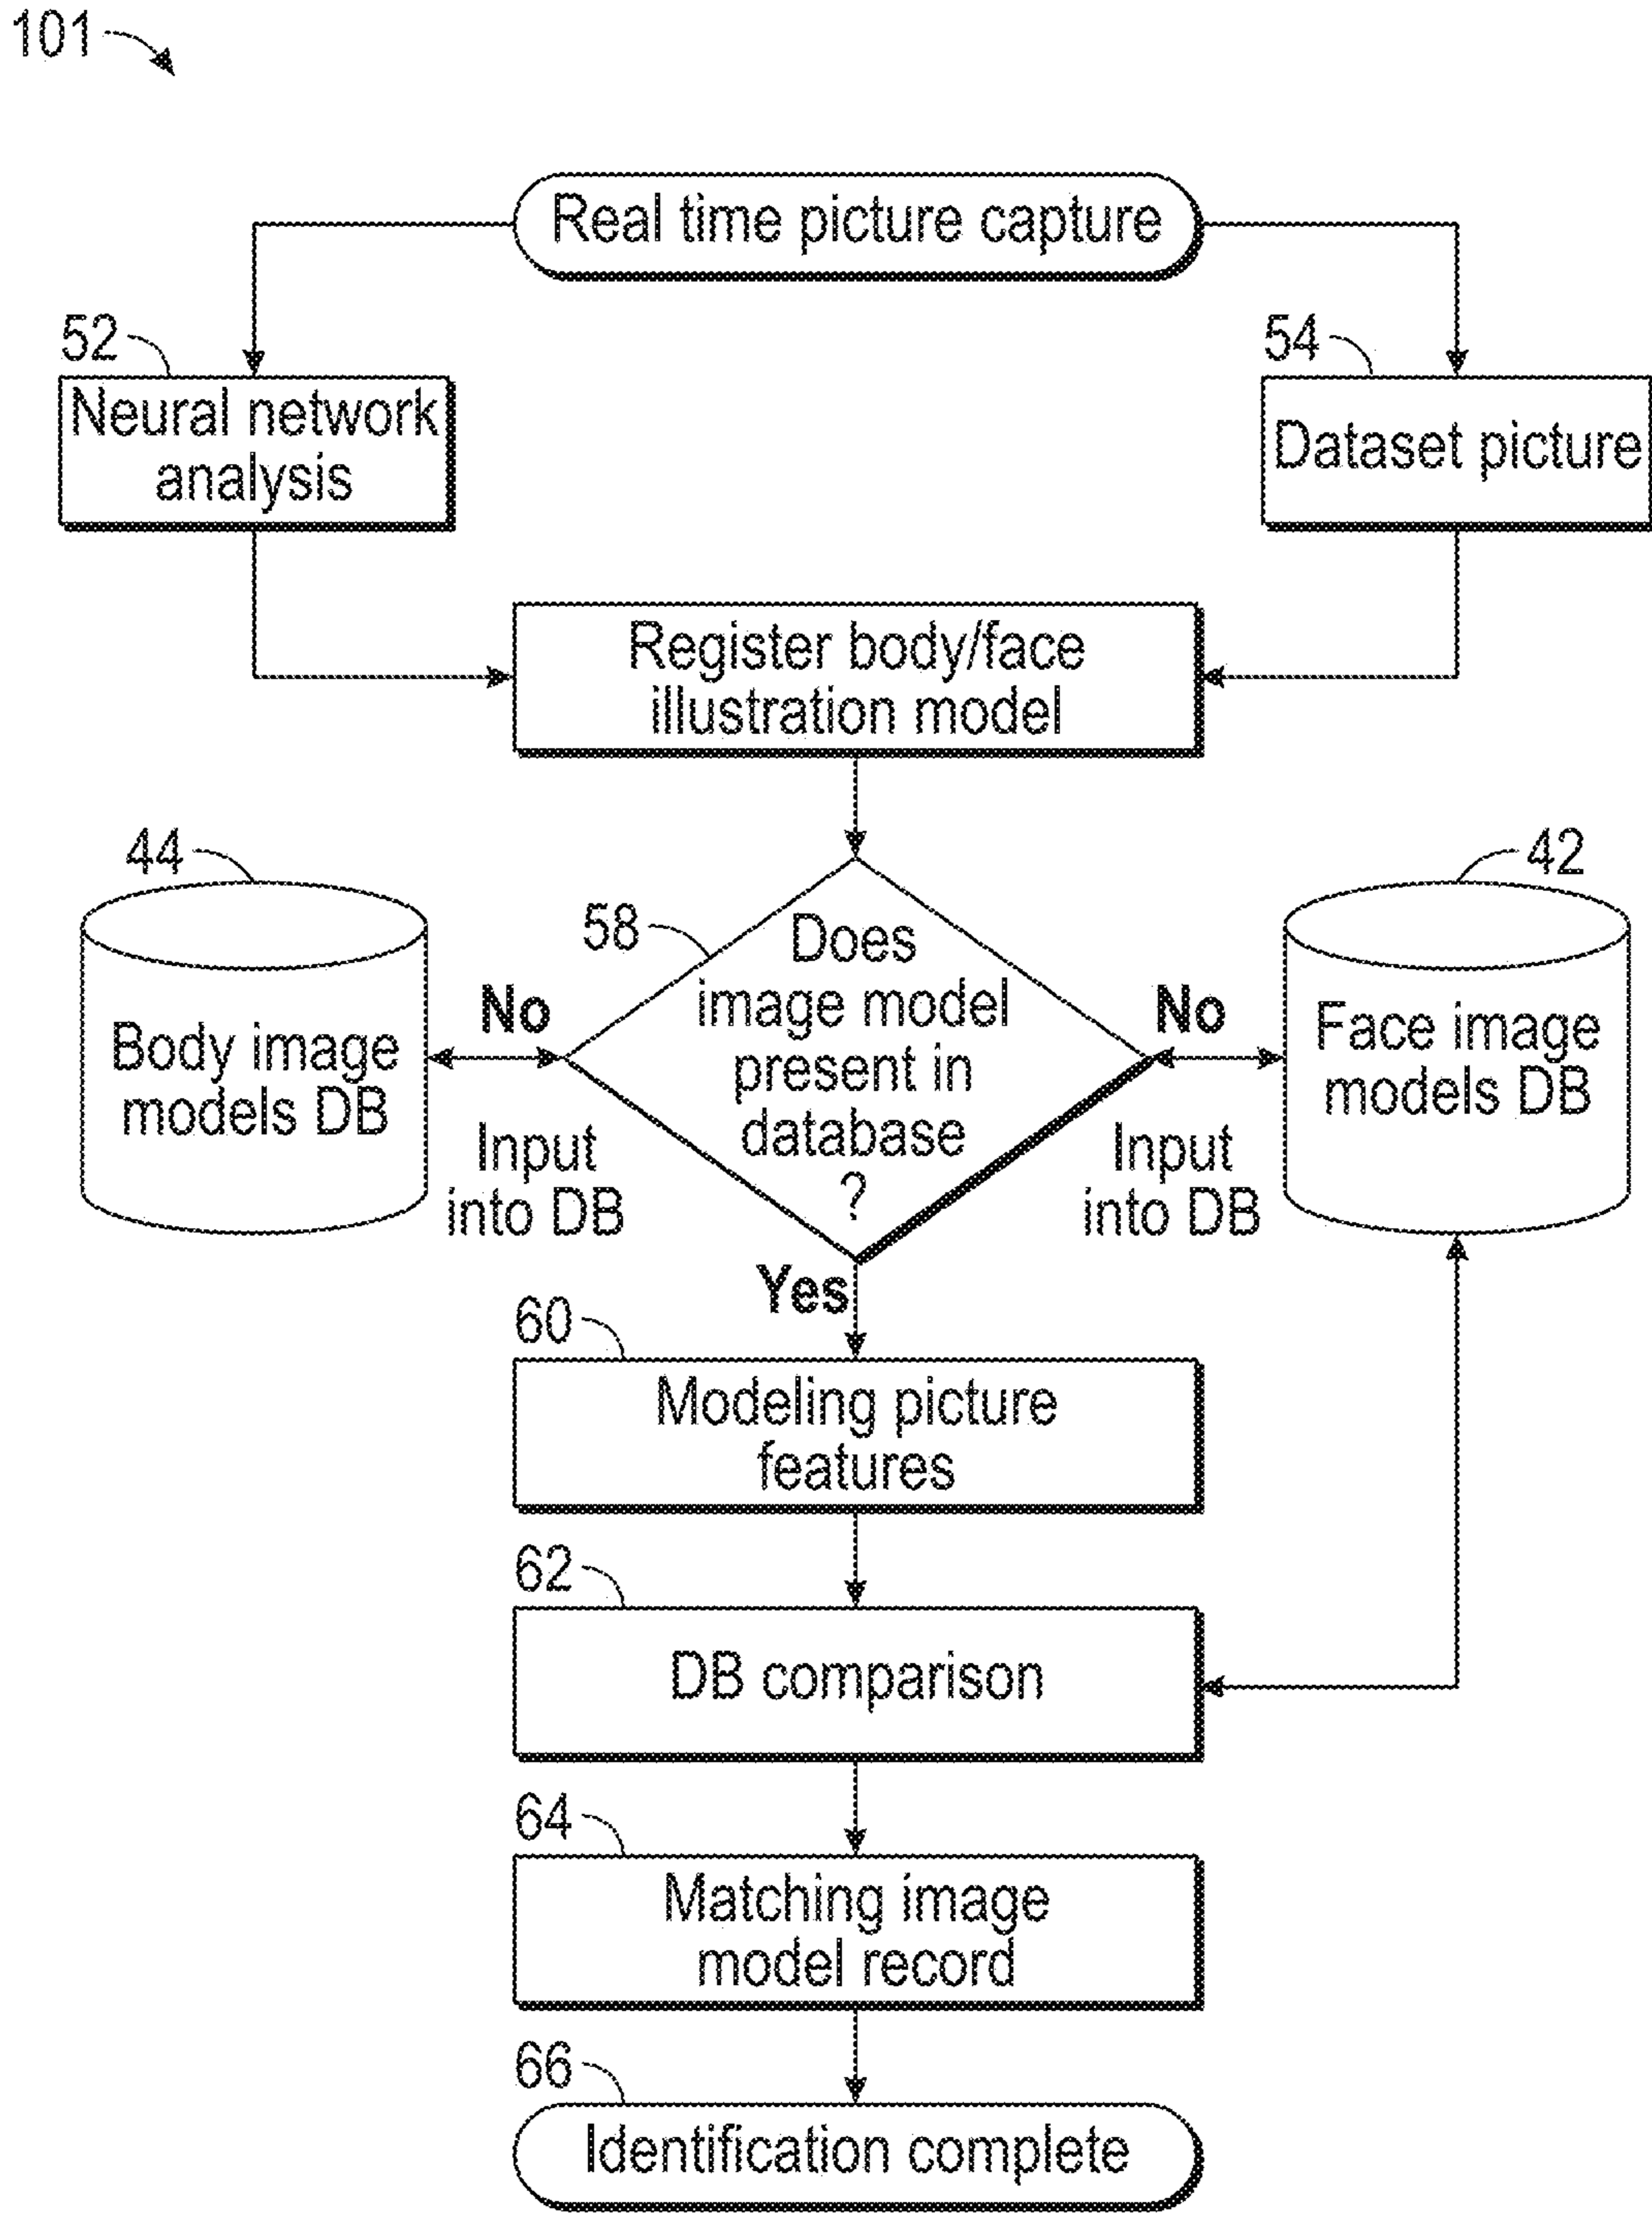 101
Real time picture capture
52
Neural network
analysis
54
Dataset picture
Register body/face
illustration model
44
Body image
models DB
No
Input
into DB
58
Does
image model
present in
database
?
No
Input
into DB
42
Face image
models DB
Yes
60
Modeling picture
features
62
DB comparison
64
Matching image
model record
66
Identification complete